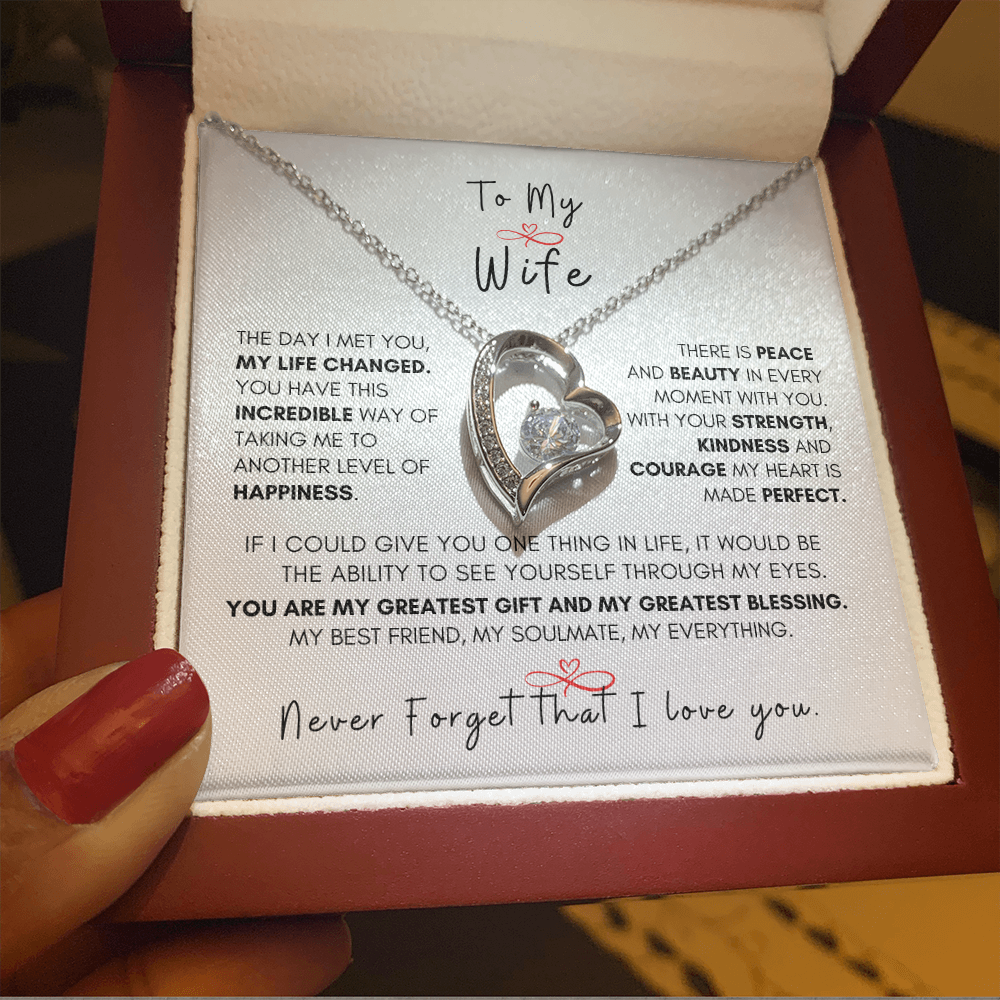 To My
Wife
THE DAY I MET YOU,
MY LIFE CHANGED.
YOU HAVE THIS
INCREDIBLE WAY OF
TAKING ME TO
ANOTHER LEVEL OF
HAPPINESS.
THERE IS PEACE
AND BEAUTY IN EVERY
MOMENT WITH YOU.
WITH YOUR STRENGTH,
KINDNESS AND
COURAGE MY HEART IS
MADE PERFECT.
IF I COULD GIVE YOU ONE THING IN LIFE, IT WOULD BE
THE ABILITY TO SEE YOURSELF THROUGH MY EYES.
YOU ARE MY GREATEST GIFT AND MY GREATEST BLESSING.
MY BEST FRIEND, MY SOULMATE, MY EVERYTHING.
Never Forget that I love you.